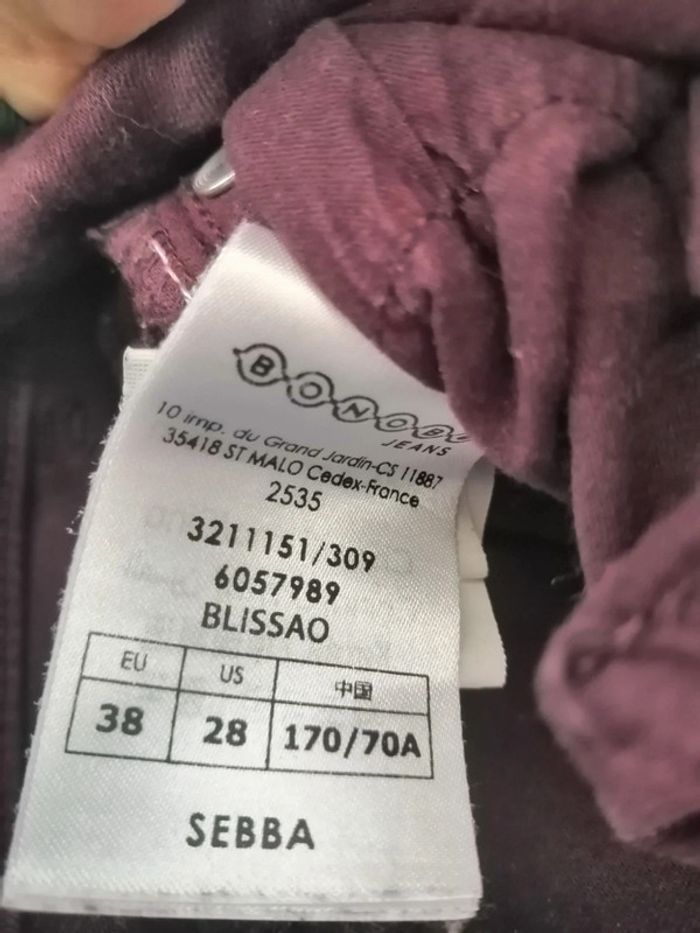 BONOBO
JEANS
10 imp. du Grand Jardin-CS 11887
35418 ST MALO Cedex-France
2535
3211151/309
6057989
BLISSAO
EU US 中国
38 28 170/70A
SEBBA